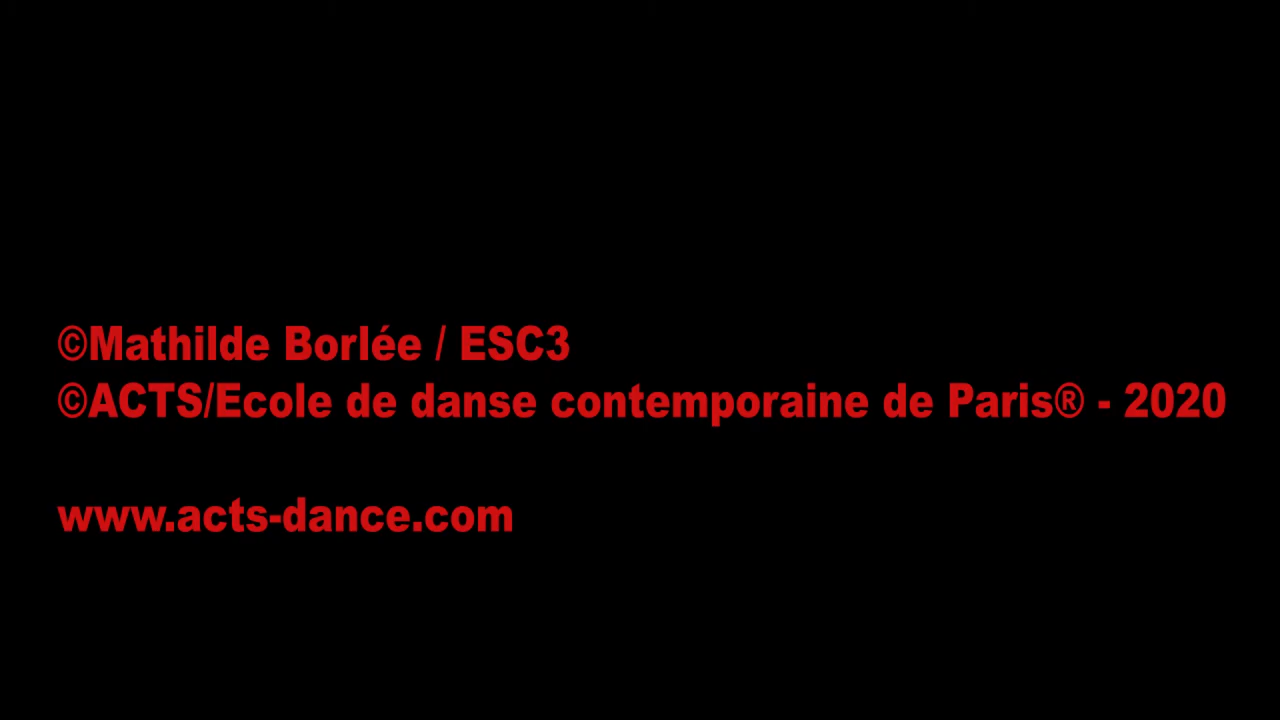 ©Mathilde Borlée / ESC3
©ACTS/Ecole de danse contemporaine de Paris® - 2020
www.acts-dance.com